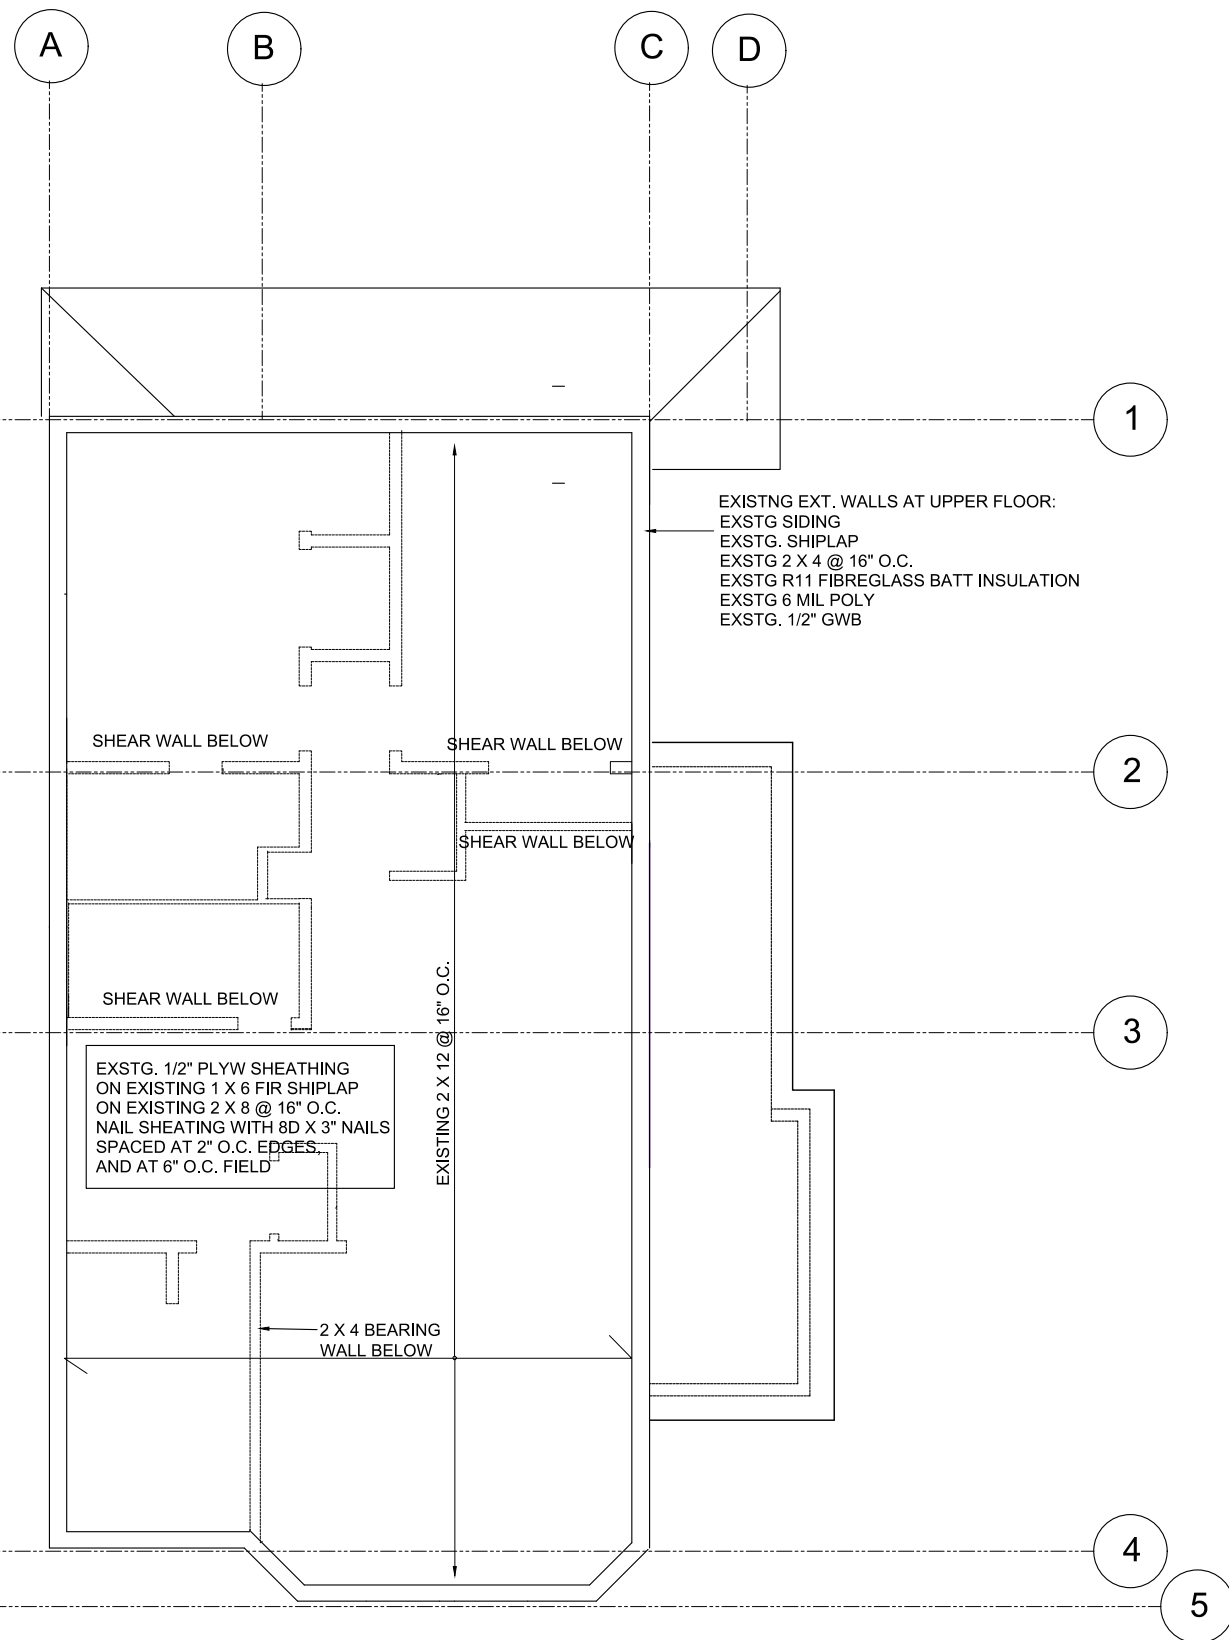 A
B
C
D
1
EXISTNG EXT. WALLS AT UPPER FLOOR:
EXSTG SIDING
EXSTG. SHIPLAP
EXSTG 2 X 4 @ 16" O.C.
EXSTG R11 FIBREGLASS BATT INSULATION
EXSTG 6 MIL POLY
EXSTG. 1/2" GWB
SHEAR WALL BELOW
SHEAR WALL BELOW
2
SHEAR WALL BELOW
SHEAR WALL BELOW
3
EXISTING 2 X 12 @ 16" O.C.
EXSTG. 1/2" PLYW SHEATHING
ON EXISTING 1 X 6 FIR SHIPLAP
ON EXISTING 2 X 8 @ 16" O.C.
NAIL SHEATING WITH 8D X 3" NAILS
SPACED AT 2" O.C. EDGES,
AND AT 6" O.C. FIELD
2 X 4 BEARING
WALL BELOW
4
5